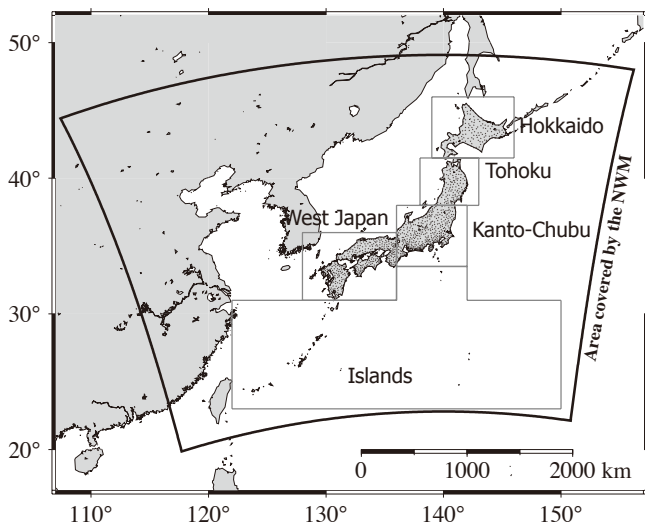 50°
Hokkaido
Tohoku
40°
West Japan
Kanto-Chubu
Area covered by the NWM
30°
Islands
20°
0 1000 2000 km
110° 120° 130° 140° 150°